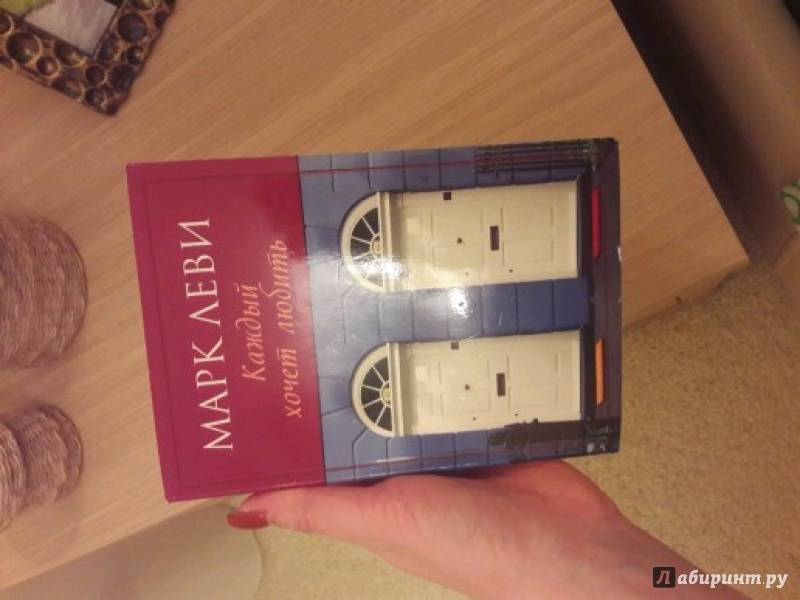 МАРК ЛЕВИ
Каждый
хочет любить
Лабиринт.ру